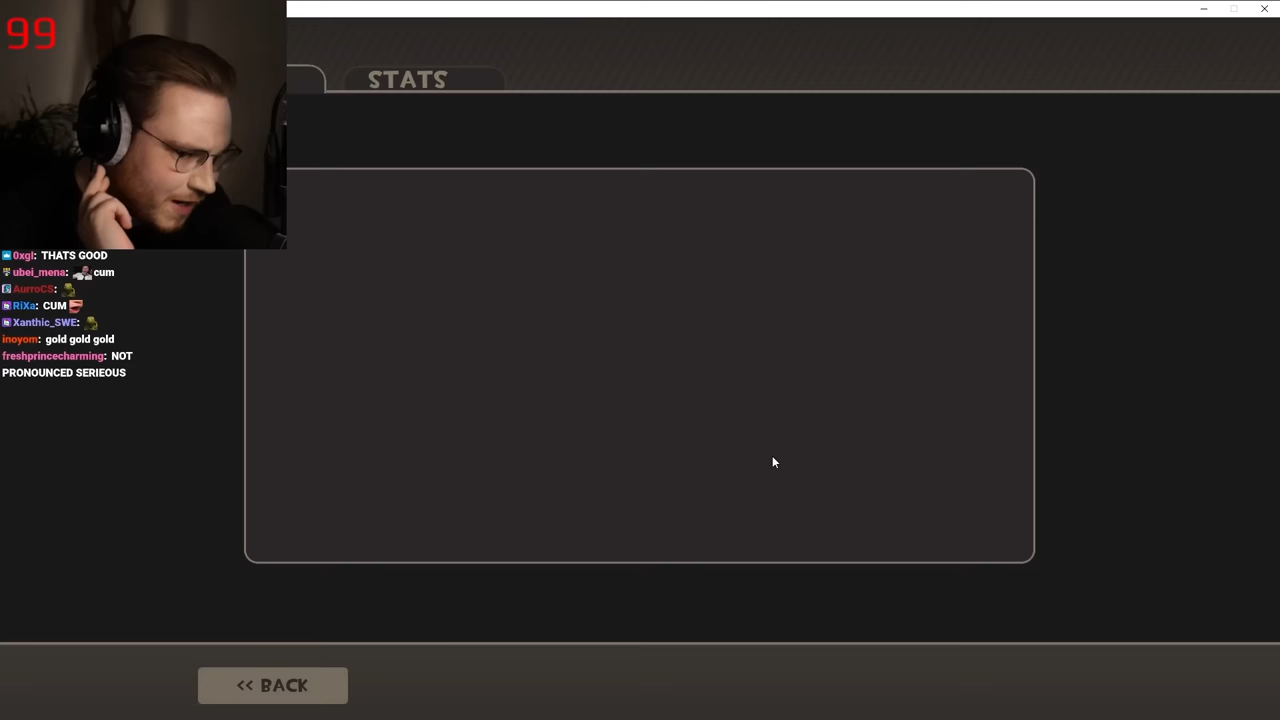 99
STATS
0xgl: THATS GOOD
ubei_mena: cum
AurroCS:
RiXa: CUM
Xanthic_SWE:
inoyom: gold gold gold
freshprincecharming: NOT
PRONOUNCED SERIEOUS
<< BACK